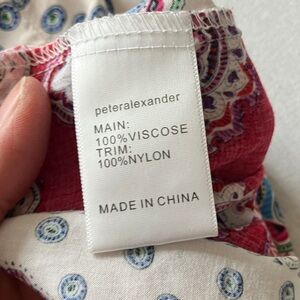 peteralexander
MAIN:
100%VISCOSE
TRIM:
100%NYLON
MADE IN CHINA